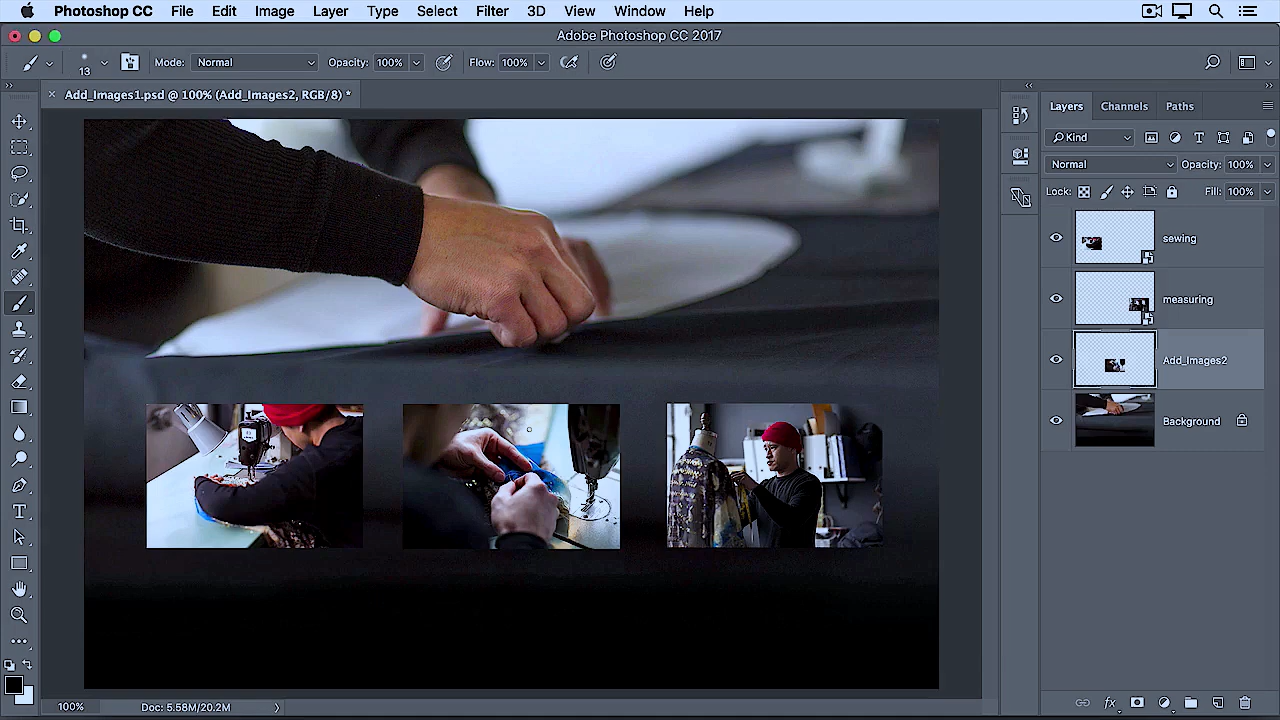 Photoshop CC File Edit Image Layer Type Select Filter 3D View Window Help
Adobe Photoshop CC 2017
13 Mode: Normal Opacity: 100% Flow: 100%
× Add_Images1.psd @ 100% (Add_Images2, RGB/8) *
Layers Channels Paths
Kind
Normal Opacity: 100%
Lock: Fill: 100%
sewing
measuring
Add_Images2
Background
100% Doc: 5.58M/20.2M